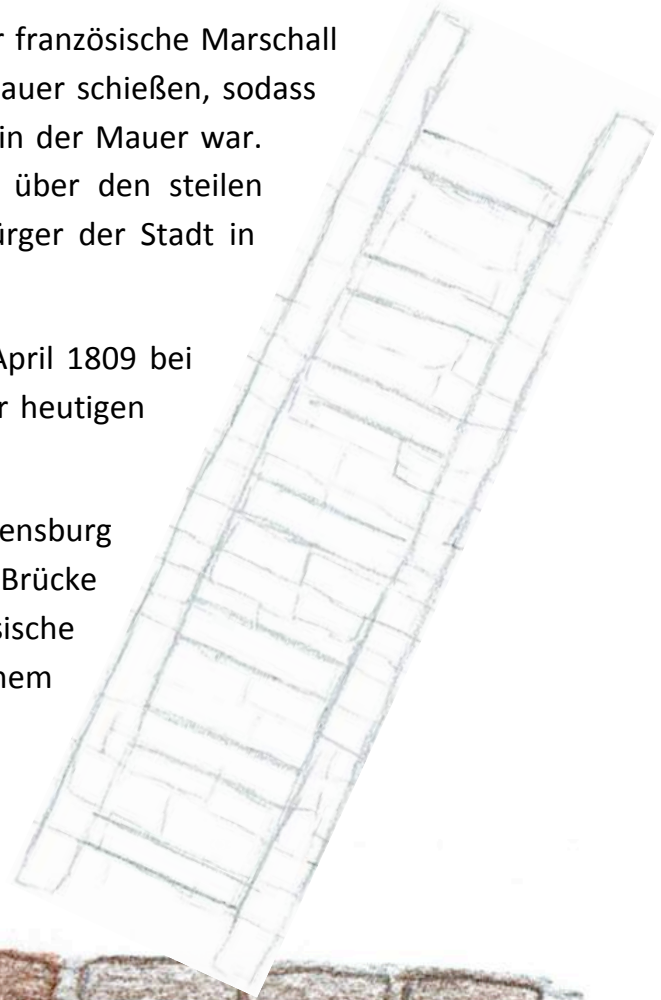 französische Marschall
auer schießen, sodass
in der Mauer war.
über den steilen
ürger der Stadt in
April 1809 bei
heutigen
ensburg
Brücke
sische
nem